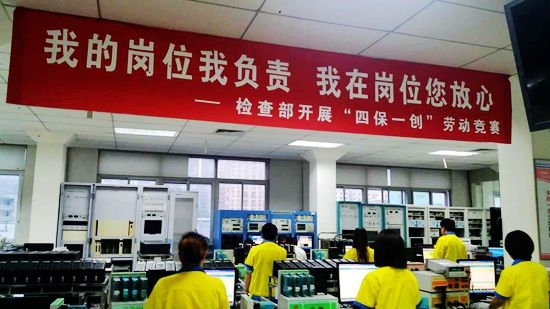 我的岗位我负责 我在岗位您放心
—— 检查部开展“四保一创”劳动竞赛